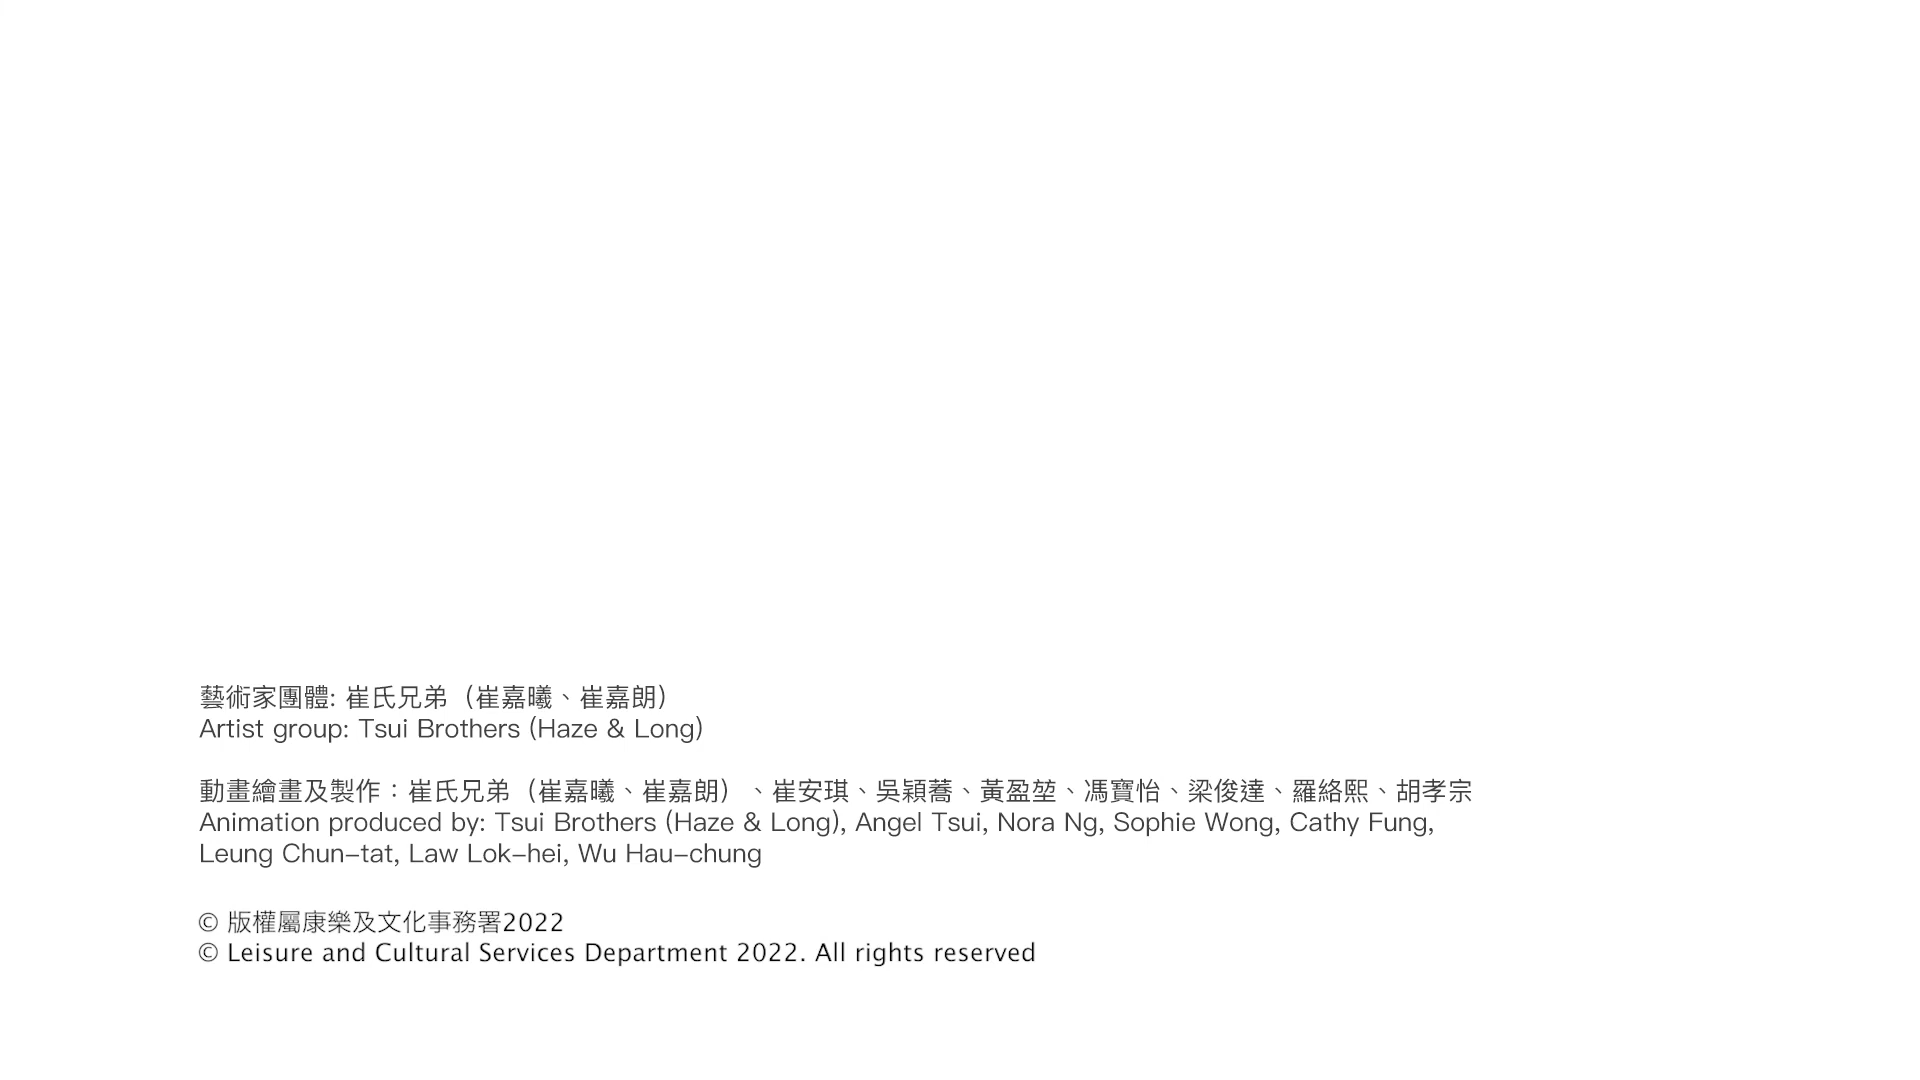 藝術家團體: 崔氏兄弟（崔嘉曦、崔嘉朗）
Artist group: Tsui Brothers (Haze & Long)
動畫繪畫及製作：崔氏兄弟（崔嘉曦、崔嘉朗）、崔安琪、吳穎蕎、黃盈堃、馮寶怡、梁俊達、羅絡熙、胡孝宗
Animation produced by: Tsui Brothers (Haze & Long), Angel Tsui, Nora Ng, Sophie Wong, Cathy Fung,
Leung Chun-tat, Law Lok-hei, Wu Hau-chung
© 版權屬康樂及文化事務署2022
© Leisure and Cultural Services Department 2022. All rights reserved